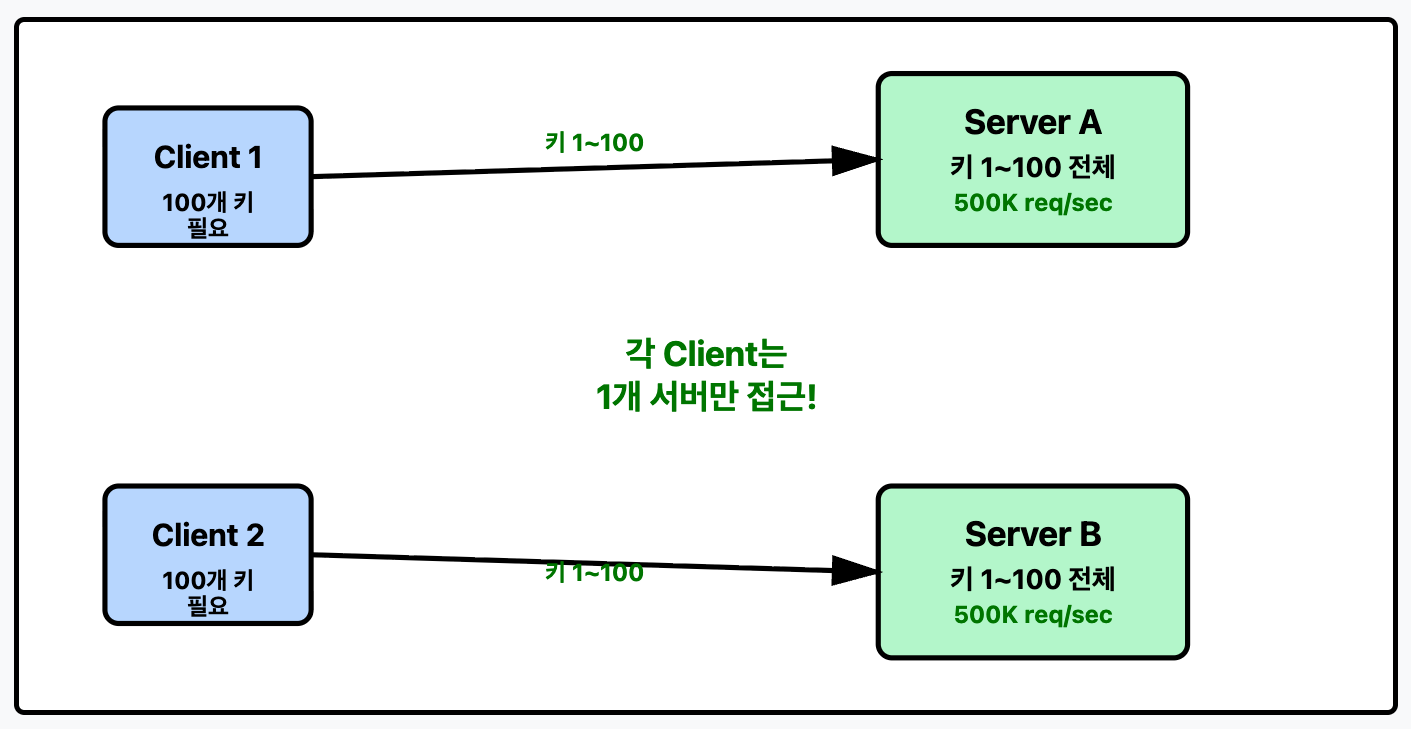 Client 1
100개 키
필요
키 1~100
Server A
키 1~100 전체
500K req/sec
각 Client는
1개 서버만 접근!
Client 2
100개 키
필요
키 1~100
Server B
키 1~100 전체
500K req/sec